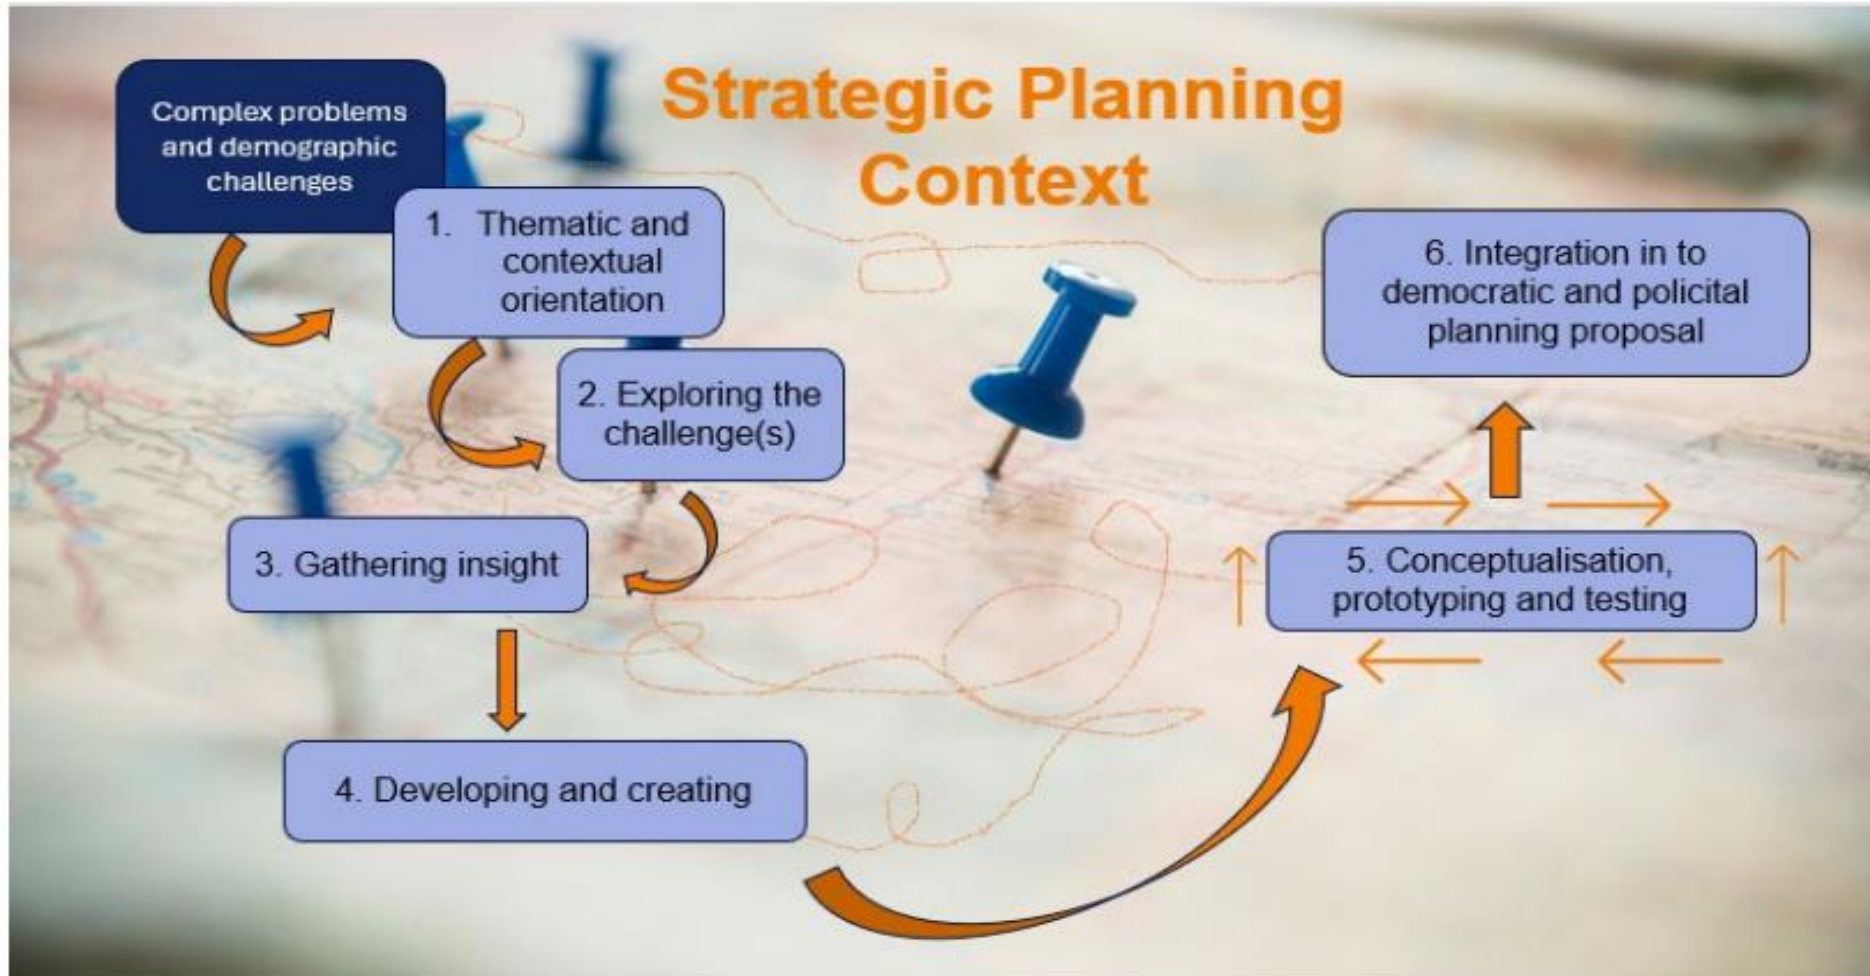 Strategic Planning
Context
Complex problems
and demographic
challenges
1. Thematic and
contextual
orientation
2. Exploring the
challenge(s)
3. Gathering insight
4. Developing and creating
5. Conceptualisation,
prototyping and testing
6. Integration in to
democratic and policital
planning proposal